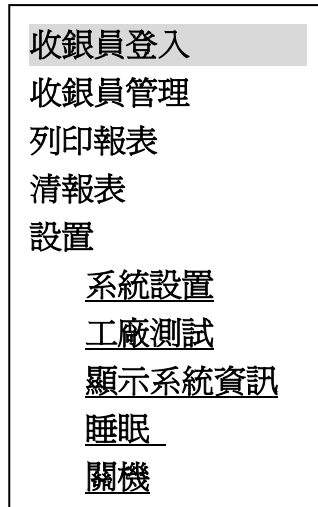 收銀員登入
收銀員管理
列印報表
清報表
設置
系統設置
工廠測試
顯示系統資訊
睡眠
關機